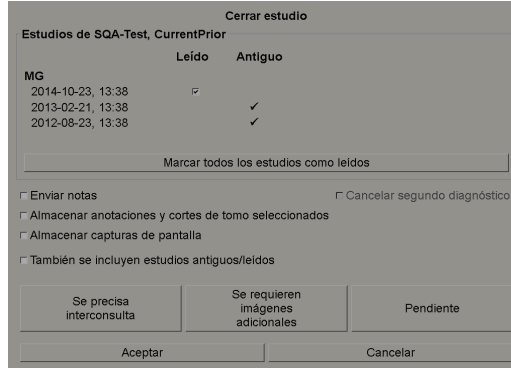 Cerrar estudio
Estudios de SQA-Test, CurrentPrior
Leído Antiguo
MG
2014-10-23, 13:38
2013-02-21, 13:38
2012-08-23, 13:38
Marcar todos los estudios como leídos
Enviar notas Cancelar segundo diagnóstico
Almacenar anotaciones y cortes de tomo seleccionados
Almacenar capturas de pantalla
También se incluyen estudios antiguos/leídos
Se precisa
interconsulta
Se requieren
imágenes
adicionales
Pendiente
Aceptar Cancelar